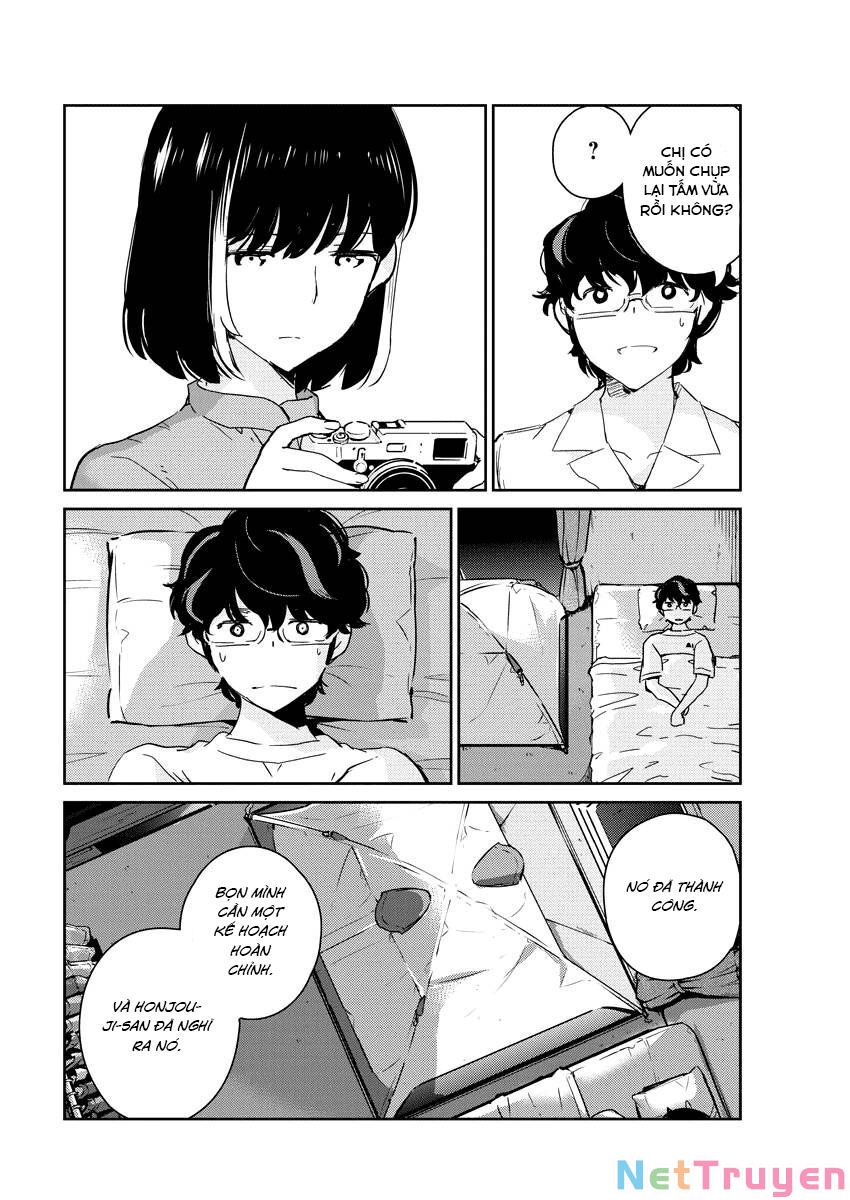 CHỊ CÓ
MUỐN CHỤP
LẠI TẤM VỪA
RỒI KHÔNG?
?
NÓ ĐÃ THÀNH
CÔNG.
BỌN MÌNH
CẦN MỘT
KẾ HOẠCH
HOÀN
CHỈNH.
VÀ HONJOU-
JI-SAN ĐÃ NGHĨ
RA NÓ.
NetTruyen